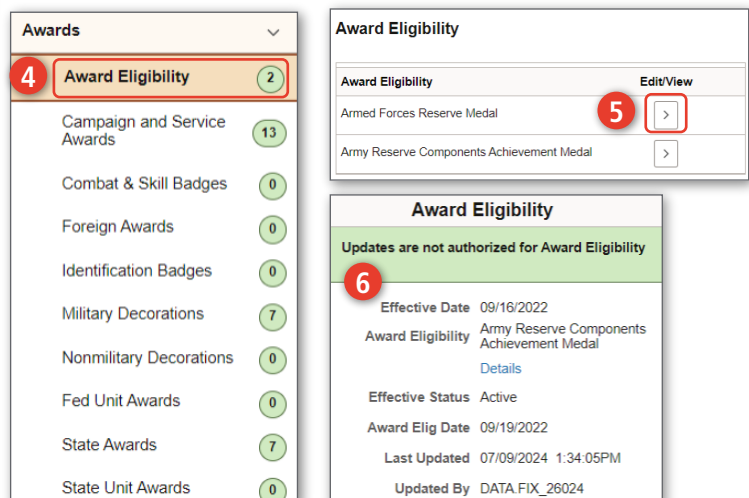 Awards
4
Award Eligibility
2
Campaign and Service
Awards
13
Combat & Skill Badges
0
Foreign Awards
0
Identification Badges
0
Military Decorations
7
Nonmilitary Decorations
0
Fed Unit Awards
0
State Awards
7
State Unit Awards
0
Award Eligibility
Award Eligibility Edit/View
Armed Forces Reserve Medal
5
>
Army Reserve Components Achievement Medal
>
Award Eligibility
Updates are not authorized for Award Eligibility
6
Effective Date 09/16/2022
Award Eligibility Army Reserve Components
Achievement Medal
Details
Effective Status Active
Award Elig Date 09/19/2022
Last Updated 07/09/2024 1:34:05PM
Updated By DATA.FIX_26024